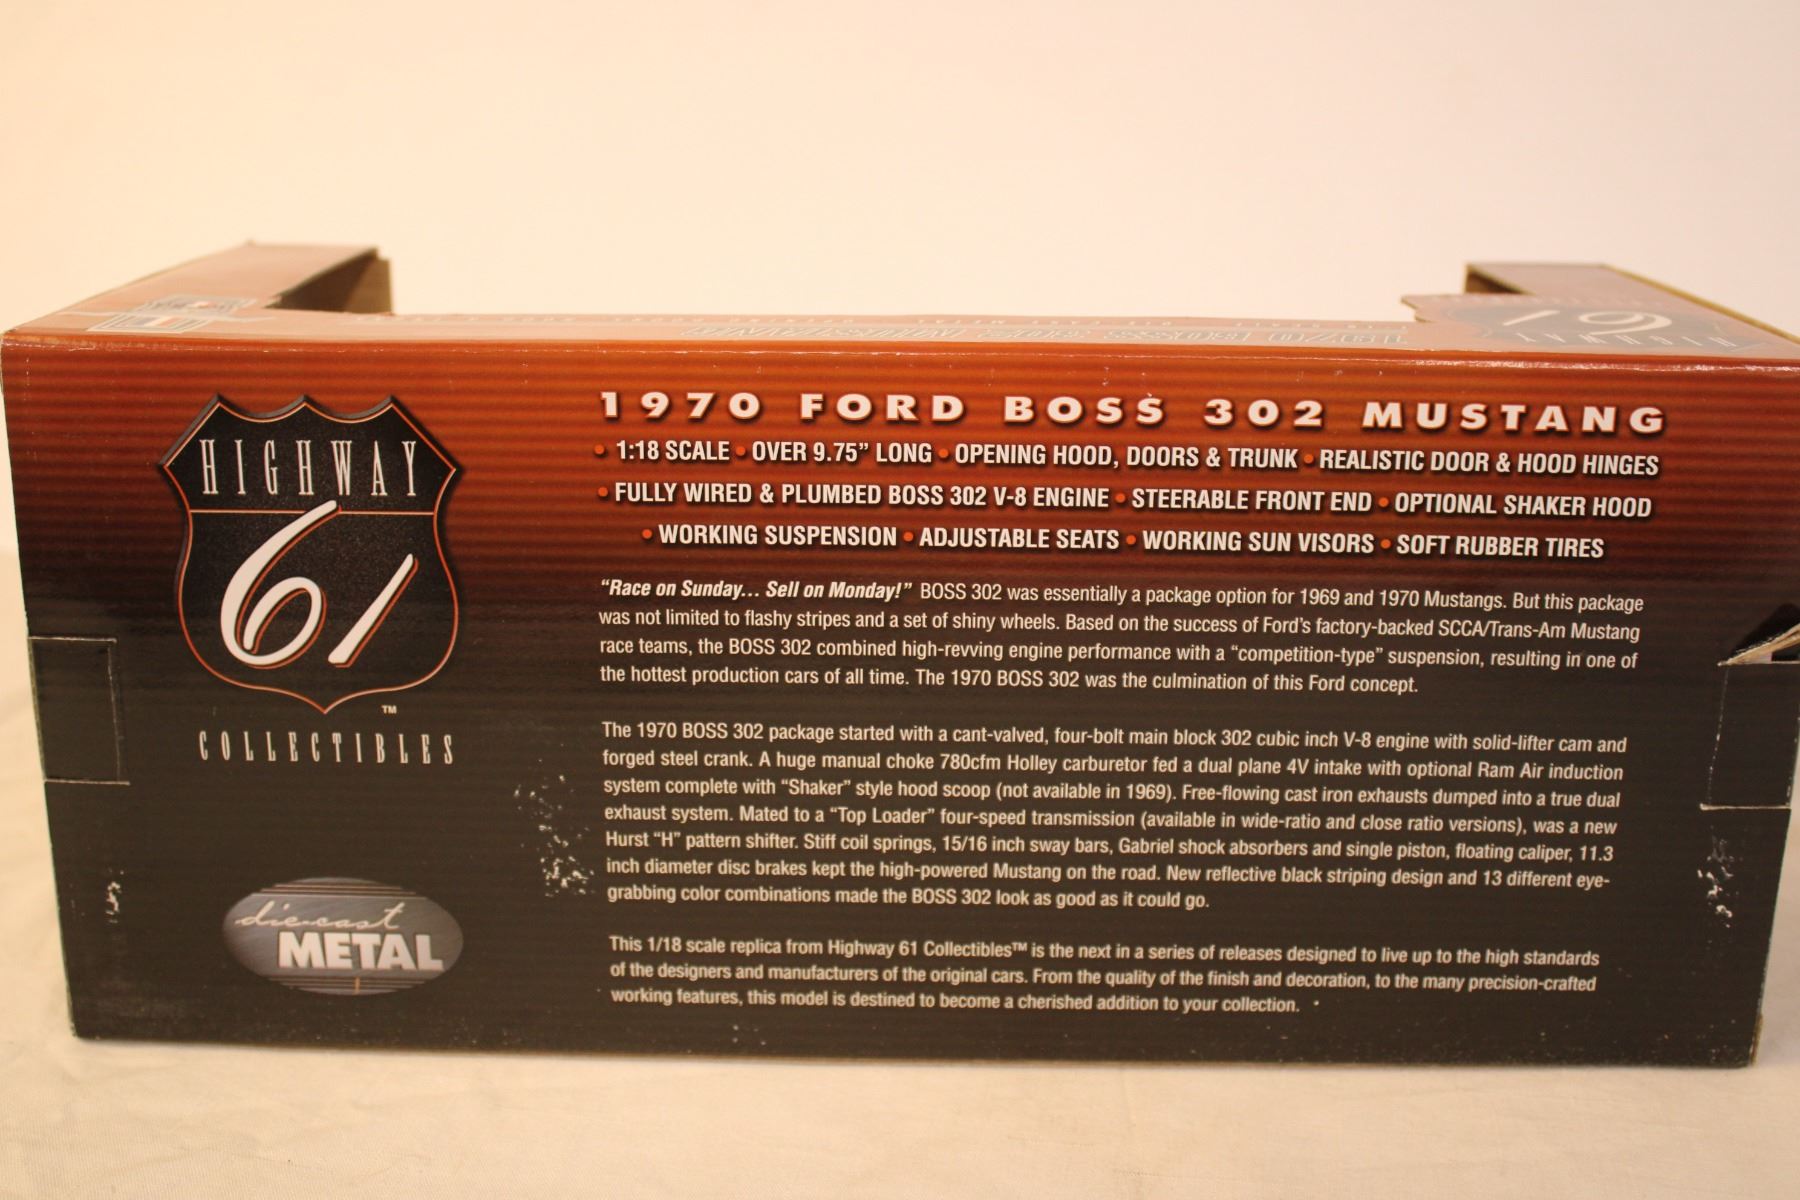 1970 BOSS 302 MUSTANG
HIGHWAY
61
HIGHWAY
61
™
COLLECTIBLES
die-cast
METAL
1970 FORD BOSS 302 MUSTANG
• 1:18 SCALE • OVER 9.75” LONG • OPENING HOOD, DOORS & TRUNK • REALISTIC DOOR & HOOD HINGES
• FULLY WIRED & PLUMBED BOSS 302 V-8 ENGINE • STEERABLE FRONT END • OPTIONAL SHAKER HOOD
• WORKING SUSPENSION • ADJUSTABLE SEATS • WORKING SUN VISORS • SOFT RUBBER TIRES
“Race on Sunday... Sell on Monday!” BOSS 302 was essentially a package option for 1969 and 1970 Mustangs. But this package
was not limited to flashy stripes and a set of shiny wheels. Based on the success of Ford’s factory-backed SCCA/Trans-Am Mustang
race teams, the BOSS 302 combined high-revving engine performance with a “competition-type” suspension, resulting in one of
the hottest production cars of all time. The 1970 BOSS 302 was the culmination of this Ford concept.
The 1970 BOSS 302 package started with a cant-valved, four-bolt main block 302 cubic inch V-8 engine with solid-lifter cam and
forged steel crank. A huge manual choke 780cfm Holley carburetor fed a dual plane 4V intake with optional Ram Air induction
system complete with “Shaker” style hood scoop (not available in 1969). Free-flowing cast iron exhausts dumped into a true dual
exhaust system. Mated to a “Top Loader” four-speed transmission (available in wide-ratio and close ratio versions), was a new
Hurst “H” pattern shifter. Stiff coil springs, 15/16 inch sway bars, Gabriel shock absorbers and single piston, floating caliper, 11.3
inch diameter disc brakes kept the high-powered Mustang on the road. New reflective black striping design and 13 different eye-
grabbing color combinations made the BOSS 302 look as good as it could go.
This 1/18 scale replica from Highway 61 Collectibles™ is the next in a series of releases designed to live up to the high standards
of the designers and manufacturers of the original cars. From the quality of the finish and decoration, to the many precision-crafted
working features, this model is destined to become a cherished addition to your collection.